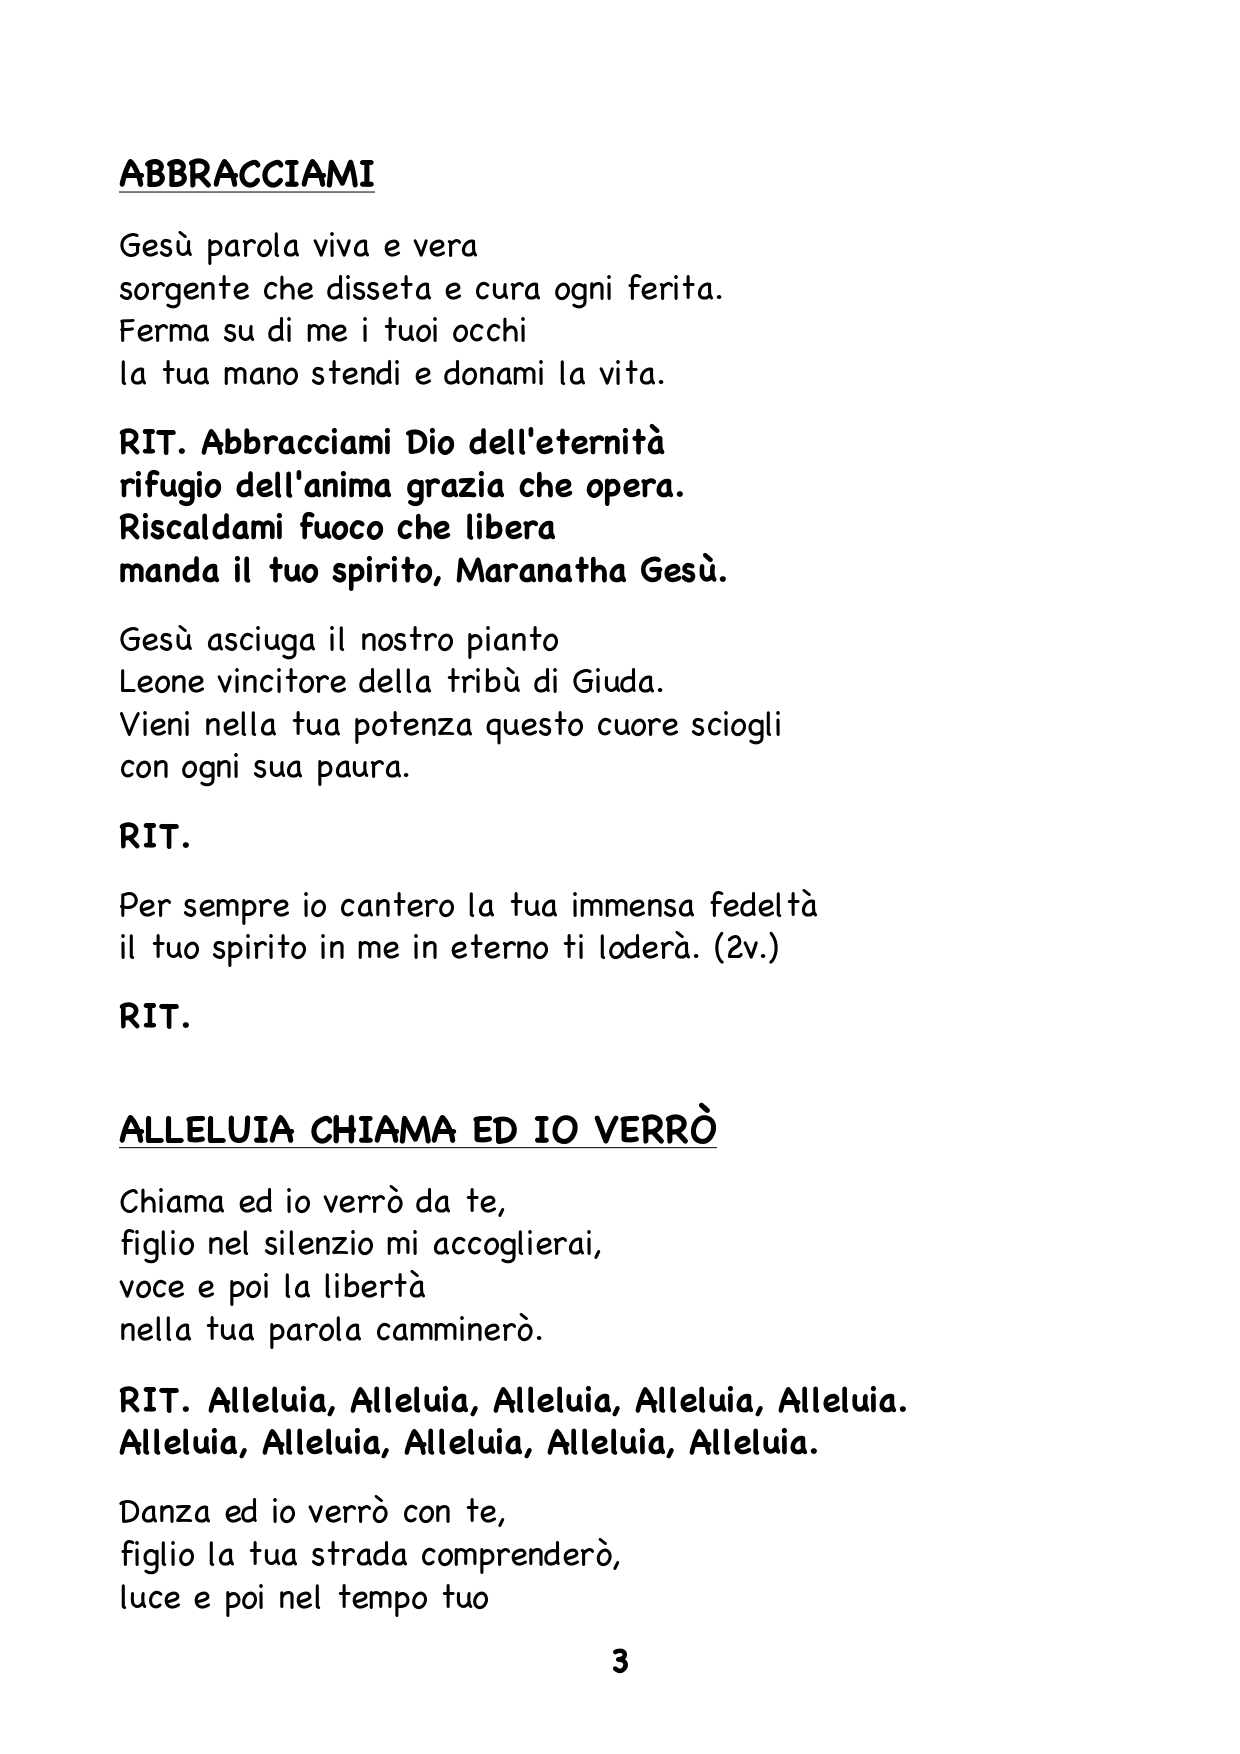 ABBRACCIAMI
Gesù parola viva e vera
sorgente che disseta e cura ogni ferita.
Ferma su di me i tuoi occhi
la tua mano stendi e donami la vita.
RIT. Abbracciami Dio dell'eternità
rifugio dell'anima grazia che opera.
Riscaldami fuoco che libera
manda il tuo spirito, Maranatha Gesù.
Gesù asciuga il nostro pianto
Leone vincitore della tribù di Giuda.
Vieni nella tua potenza questo cuore sciogli
con ogni sua paura.
RIT.
Per sempre io cantero la tua immensa fedeltà
il tuo spirito in me in eterno ti loderà. (2v.)
RIT.
ALLELUIA CHIAMA ED IO VERRÒ
Chiama ed io verrò da te,
figlio nel silenzio mi accoglierai,
voce e poi la libertà
nella tua parola camminerò.
RIT. Alleluia, Alleluia, Alleluia, Alleluia, Alleluia.
Alleluia, Alleluia, Alleluia, Alleluia, Alleluia.
Danza ed io verrò con te,
figlio la tua strada comprenderò,
luce e poi nel tempo tuo
3